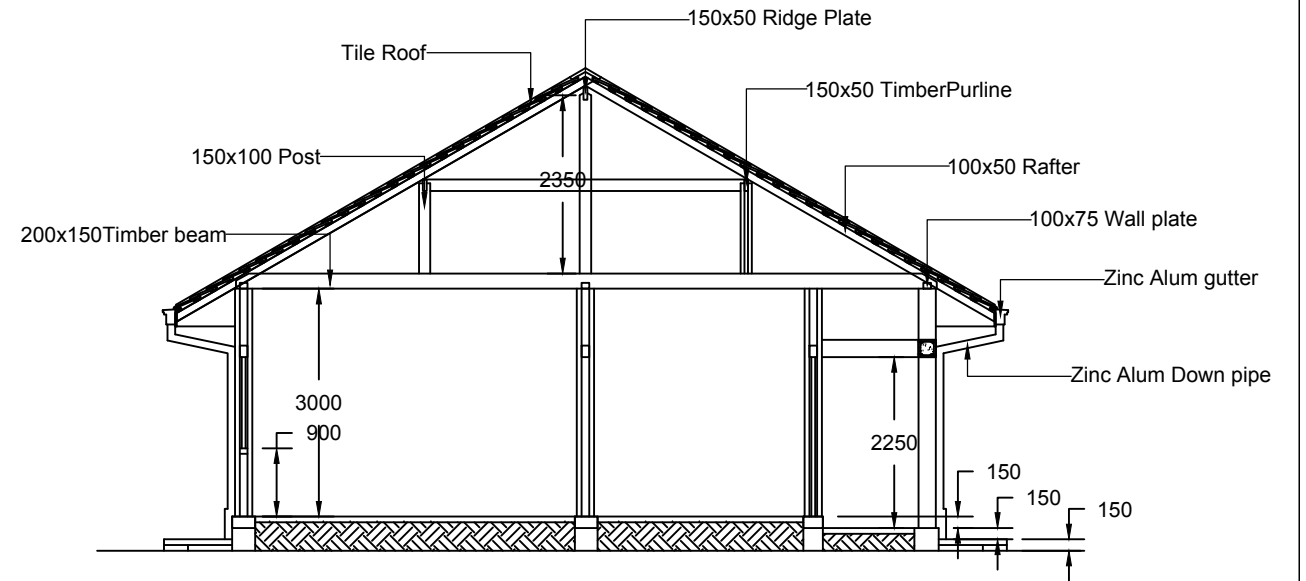 150x50 Ridge Plate
Tile Roof
150x50 TimberPurline
150x100 Post
100x50 Rafter
2350
100x75 Wall plate
200x150Timber beam
Zinc Alum gutter
Zinc Alum Down pipe
3000
900
2250
150
150
150